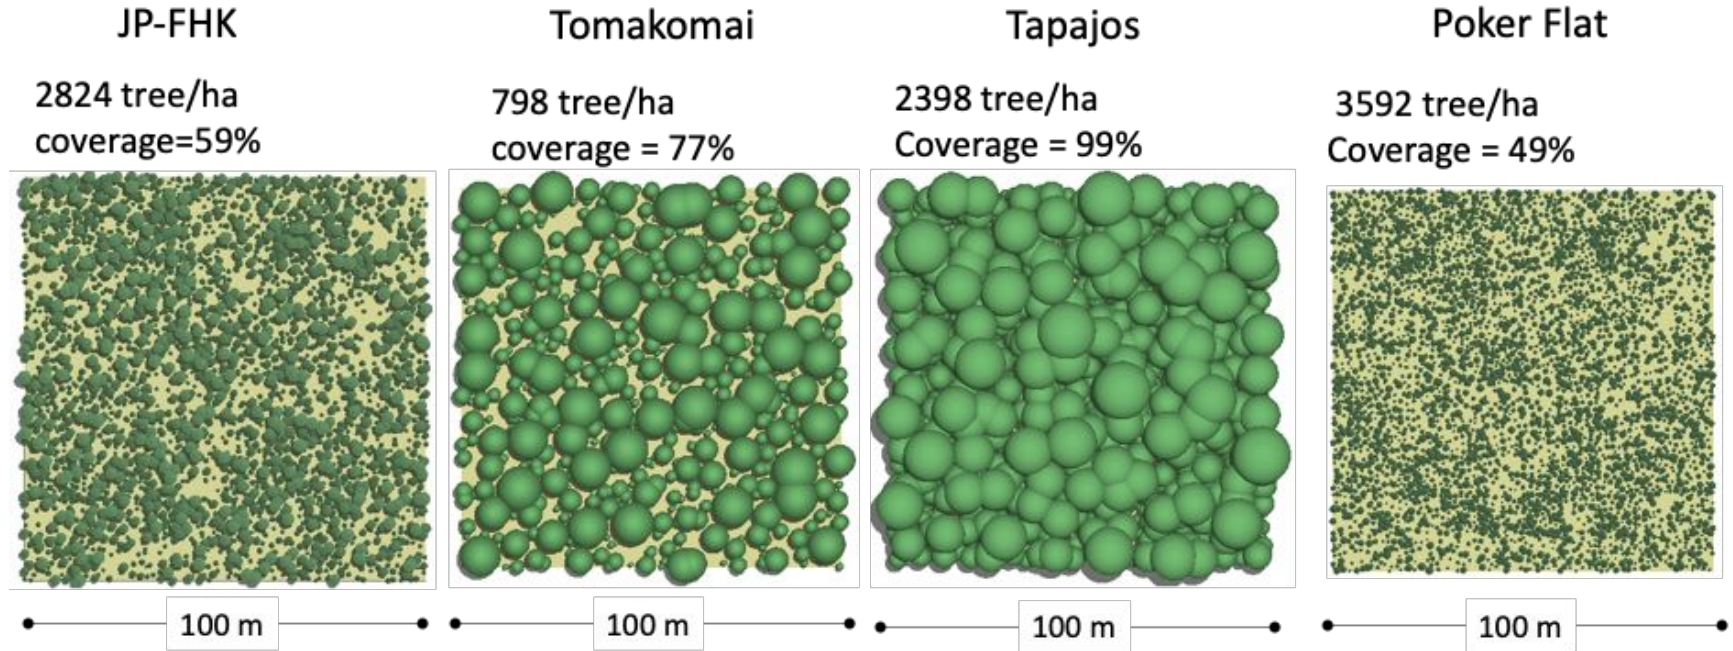 JP-FHK
2824 tree/ha
coverage=59%
100 m
Tomakomai
798 tree/ha
coverage = 77%
100 m
Tapajos
2398 tree/ha
Coverage = 99%
100 m
Poker Flat
3592 tree/ha
Coverage = 49%
100 m